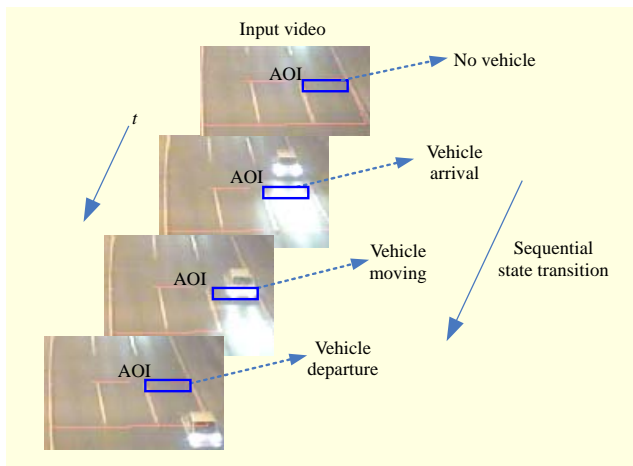 Input video
AOI
No vehicle
t
AOI
Vehicle
arrival
AOI
Vehicle
moving
Sequential
state transition
AOI
Vehicle
departure